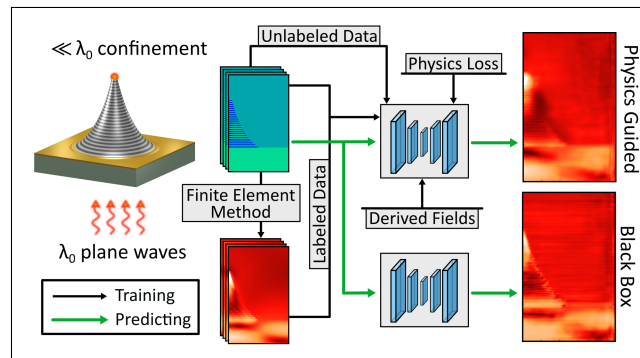 ≪ λ₀ confinement
λ₀ plane waves
Training
Predicting
Unlabeled Data
Finite Element
Method
Labeled Data
Physics Loss
Derived Fields
Physics Guided
Black Box